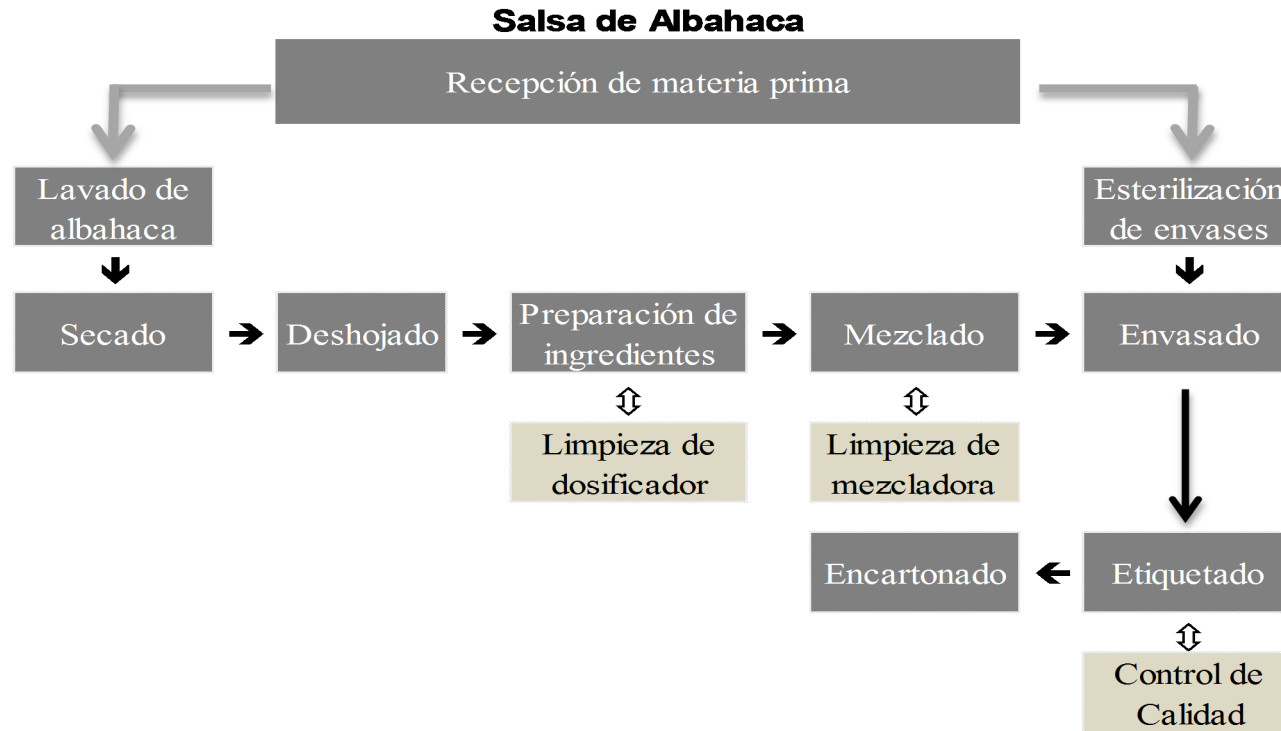 Salsa de Albahaca
Recepción de materia prima
Lavado de
albahaca
Esterilización
de envases
Secado
Deshojado
Preparación de
ingredientes
Mezclado
Envasado
Limpieza de
dosificador
Limpieza de
mezcladora
Encartonado
Etiquetado
Control de
Calidad